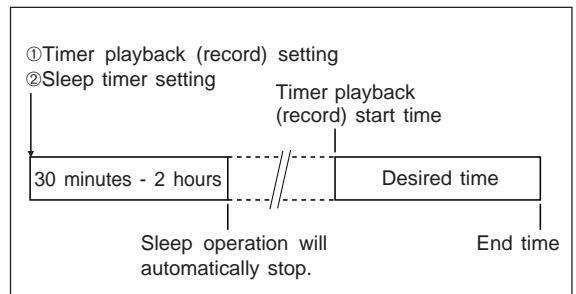 ①Timer playback (record) setting
②Sleep timer setting
Timer playback
(record) start time
30 minutes - 2 hours
Desired time
Sleep operation will
automatically stop.
End time